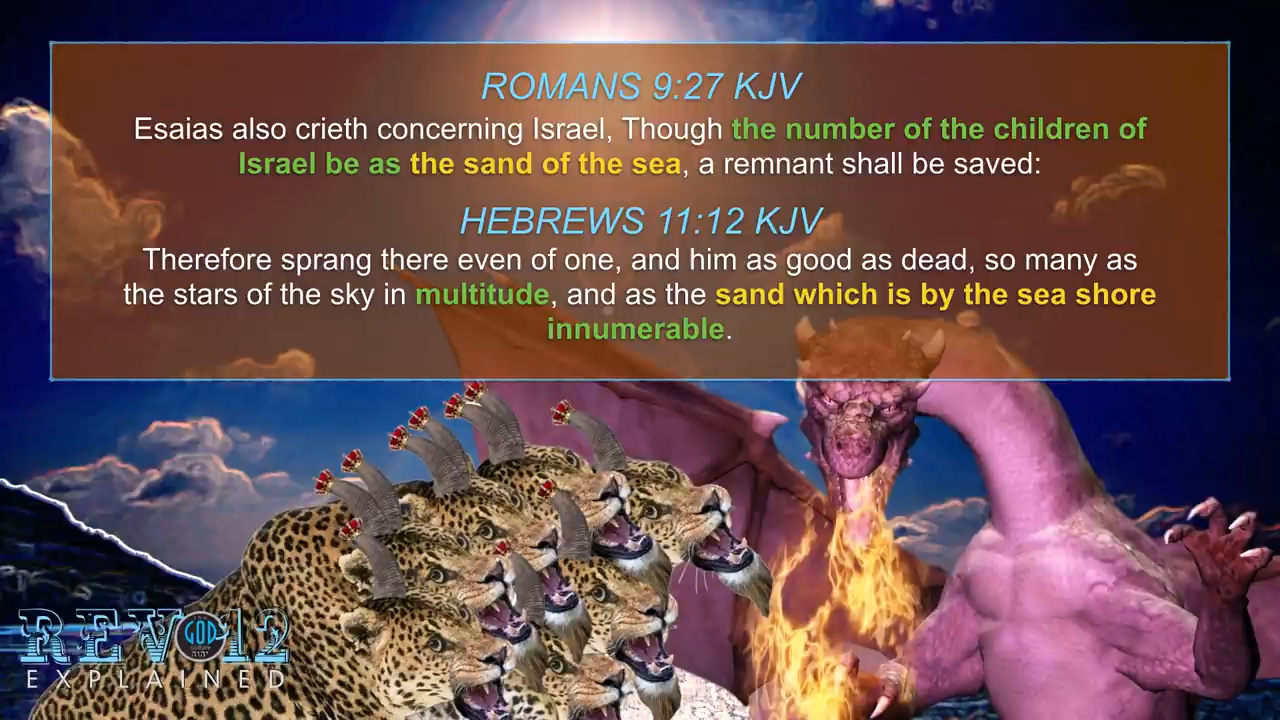 ROMANS 9:27 KJV
Esaias also crieth concerning Israel, Though the number of the children of
Israel be as the sand of the sea, a remnant shall be saved:
HEBREWS 11:12 KJV
Therefore sprang there even of one, and him as good as dead, so many as
the stars of the sky in multitude, and as the sand which is by the sea shore
innumerable.
REV 12
GOD
יהוה
EXPLAINED